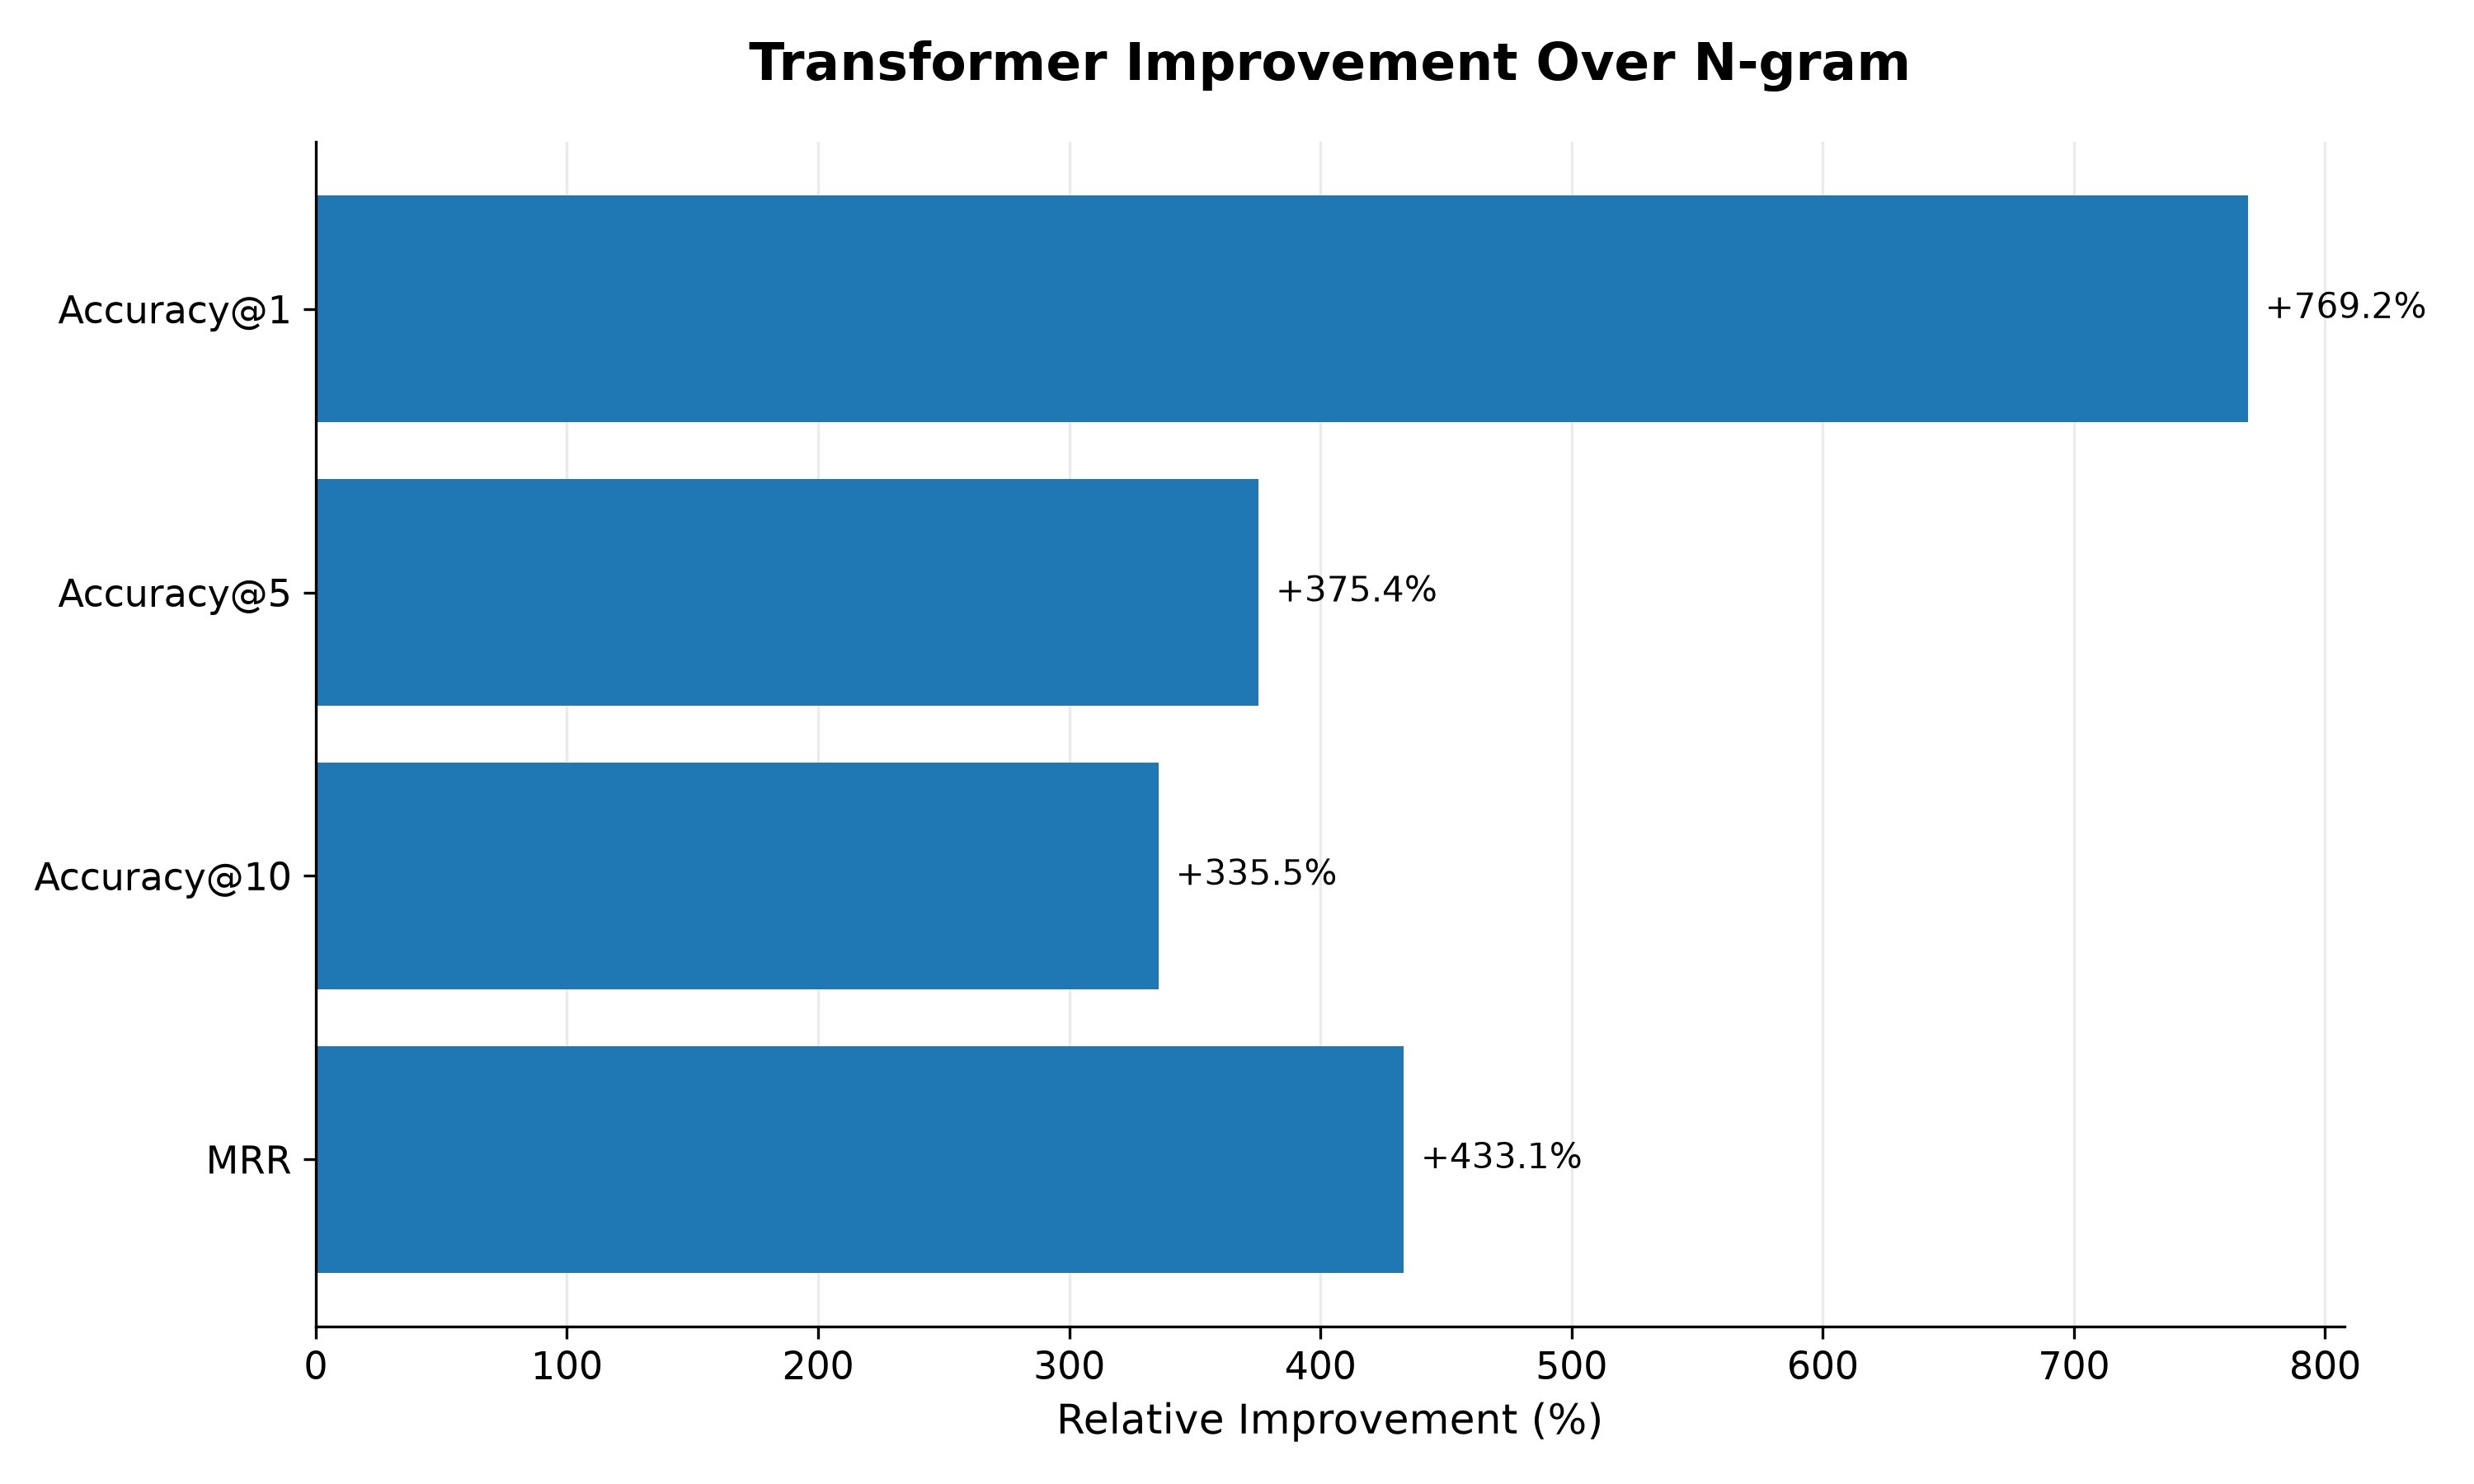 Transformer Improvement Over N-gram
Accuracy@1
+769.2%
Accuracy@5
+375.4%
Accuracy@10
+335.5%
MRR
+433.1%
0 100 200 300 400 500 600 700 800
Relative Improvement (%)